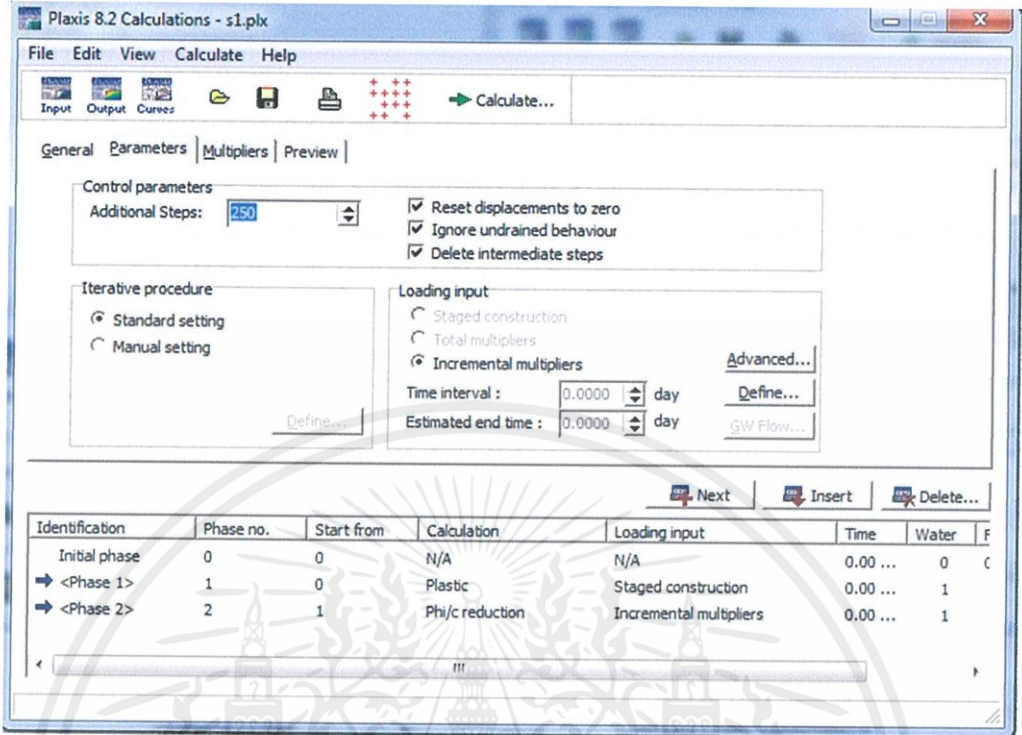 Plaxis 8.2 Calculations - s1.plx
File Edit View Calculate Help
Input Output Curves Calculate...
General Parameters Multipliers Preview
Control parameters
Additional Steps: 250
Reset displacements to zero
Ignore undrained behaviour
Delete intermediate steps
Iterative procedure
Standard setting
Manual setting
Define...
Loading input
Staged construction
Total multipliers
Incremental multipliers
Advanced...
Time interval : 0.0000 day Define...
Estimated end time : 0.0000 day GW Flow...
Next Insert Delete...
Identification Phase no. Start from Calculation Loading input Time Water F
Initial phase 0 0 N/A N/A 0.00 ... 0
<Phase 1> 1 0 Plastic Staged construction 0.00 ... 1
<Phase 2> 2 1 Phi/c reduction Incremental multipliers 0.00 ... 1